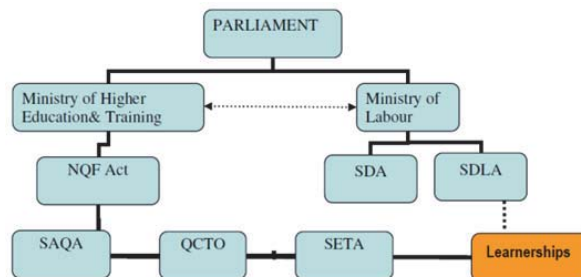 PARLIAMENT
Ministry of Higher
Education& Training
Ministry of
Labour
NQF Act
SDA
SDLA
SAQA
QCTO
SETA
Learnerships